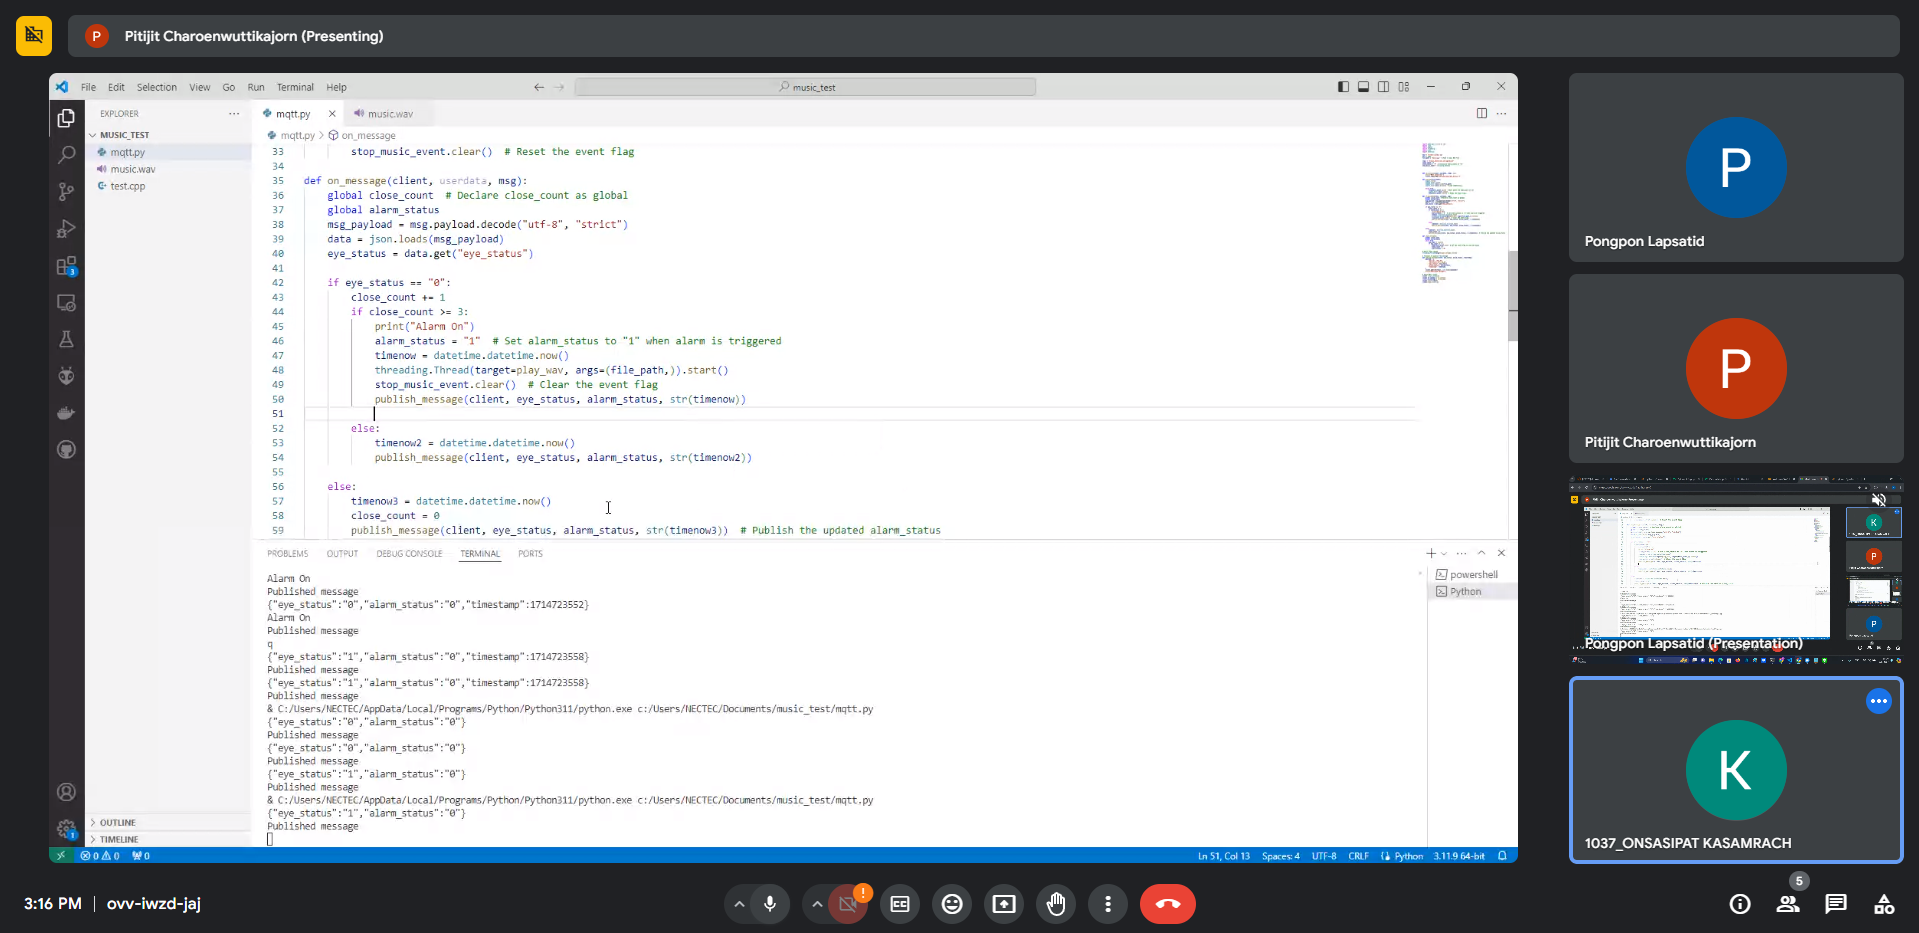 P Pitijit Charoenwuttikajorn (Presenting)
File Edit Selection View Go Run Terminal Help
music_test
EXPLORER
MUSIC_TEST
mqtt.py
music.wav
test.cpp
mqtt.py music.wav
mqtt.py > on_message
33 stop_music_event.clear() # Reset the event flag
34
35 def on_message(client, userdata, msg):
36 global close_count # Declare close_count as global
37 global alarm_status
38 msg_payload = msg.payload.decode("utf-8", "strict")
39 data = json.loads(msg_payload)
40 eye_status = data.get("eye_status")
41
42 if eye_status == "0":
43 close_count += 1
44 if close_count >= 3:
45 print("Alarm On")
46 alarm_status = "1" # Set alarm_status to "1" when alarm is triggered
47 timenow = datetime.datetime.now()
48 threading.Thread(target=play_wav, args=(file_path,)).start()
49 stop_music_event.clear() # Clear the event flag
50 publish_message(client, eye_status, alarm_status, str(timenow))
51
52 else:
53 timenow2 = datetime.datetime.now()
54 publish_message(client, eye_status, alarm_status, str(timenow2))
55
56 else:
57 timenow3 = datetime.datetime.now()
58 close_count = 0
59 publish_message(client, eye_status, alarm_status, str(timenow3)) # Publish the updated alarm_status
PROBLEMS OUTPUT DEBUG CONSOLE TERMINAL PORTS
Alarm On
Published message
{"eye_status":"0","alarm_status":"0","timestamp":1714723552}
Alarm On
Published message
q
{"eye_status":"1","alarm_status":"0","timestamp":1714723558}
Published message
{"eye_status":"1","alarm_status":"0","timestamp":1714723558}
Published message
& C:/Users/NECTEC/AppData/Local/Programs/Python/Python311/python.exe c:/Users/NECTEC/Documents/music_test/mqtt.py
{"eye_status":"0","alarm_status":"0"}
Published message
{"eye_status":"0","alarm_status":"0"}
Published message
{"eye_status":"1","alarm_status":"0"}
Published message
& C:/Users/NECTEC/AppData/Local/Programs/Python/Python311/python.exe c:/Users/NECTEC/Documents/music_test/mqtt.py
{"eye_status":"1","alarm_status":"0"}
Published message
powershell
Python
3
1
OUTLINE
TIMELINE
0 0 0
Ln 51, Col 13 Spaces: 4 UTF-8 CRLF Python 3.11.9 64-bit
P
Pongpon Lapsatid
P
Pitijit Charoenwuttikajorn
K
P
P
Pongpon Lapsatid (Presentation)
K
1037_ONSASIPAT KASAMRACH
3:16 PM | ovv-iwzd-jaj
!
CC
5